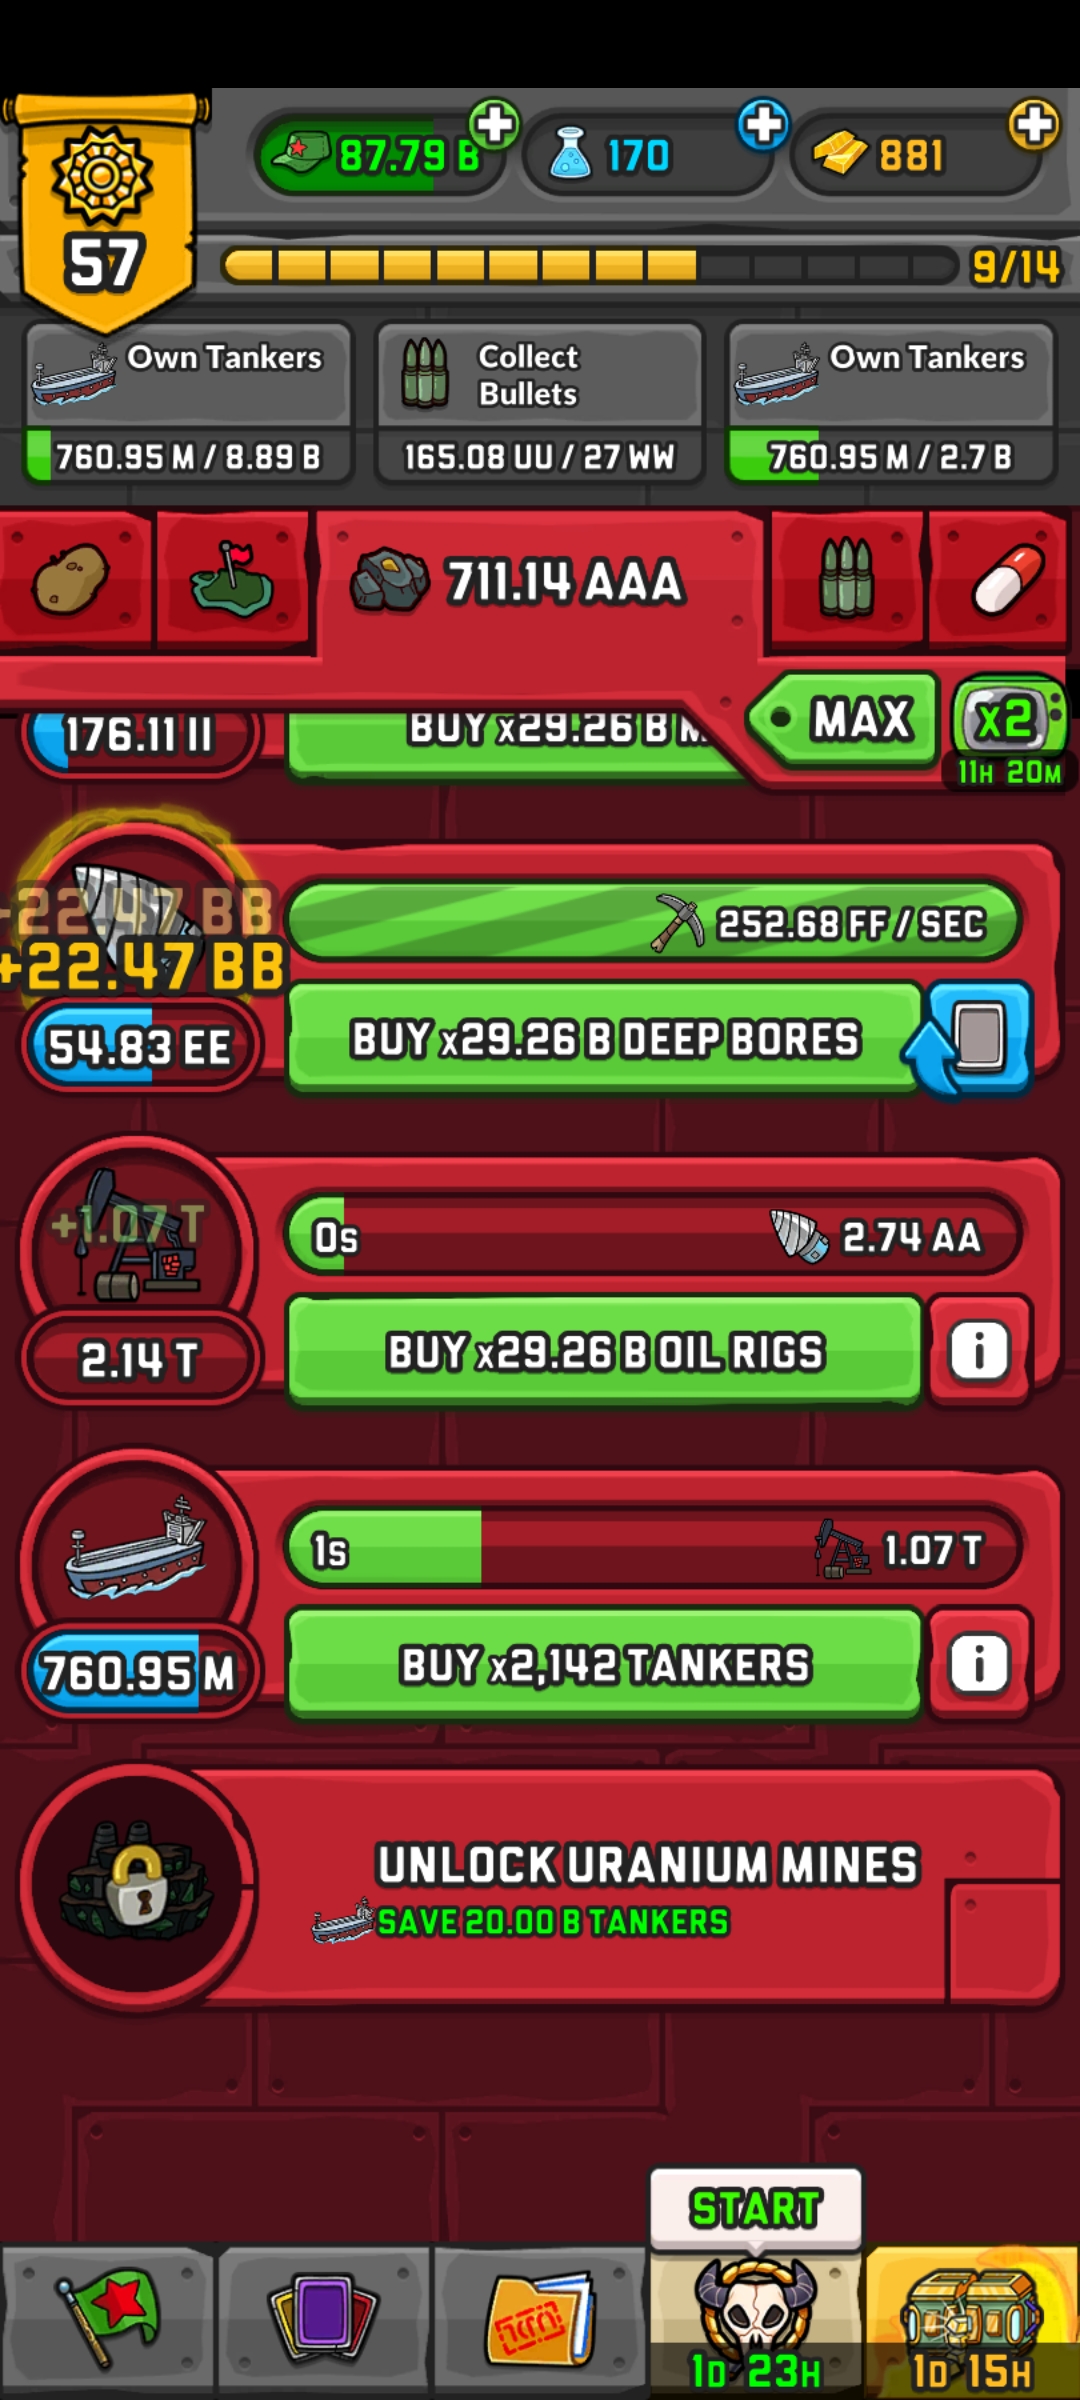 87.79 B
170
881
57
9/14
Own Tankers
760.95 M / 8.89 B
Collect
Bullets
165.08 UU / 27 WW
Own Tankers
760.95 M / 2.7 B
711.14 AAA
MAX
x2
11H 20M
176.11 II
BUY x29.26 B
+22.47 BB
+22.47 BB
252.68 FF / SEC
54.83 EE
BUY x29.26 B DEEP BORES
+1.07 T
0s
2.74 AA
2.14 T
BUY x29.26 B OIL RIGS
1s
1.07 T
760.95 M
BUY x2,142 TANKERS
UNLOCK URANIUM MINES
SAVE 20.00 B TANKERS
START
1D 23H
1D 15H